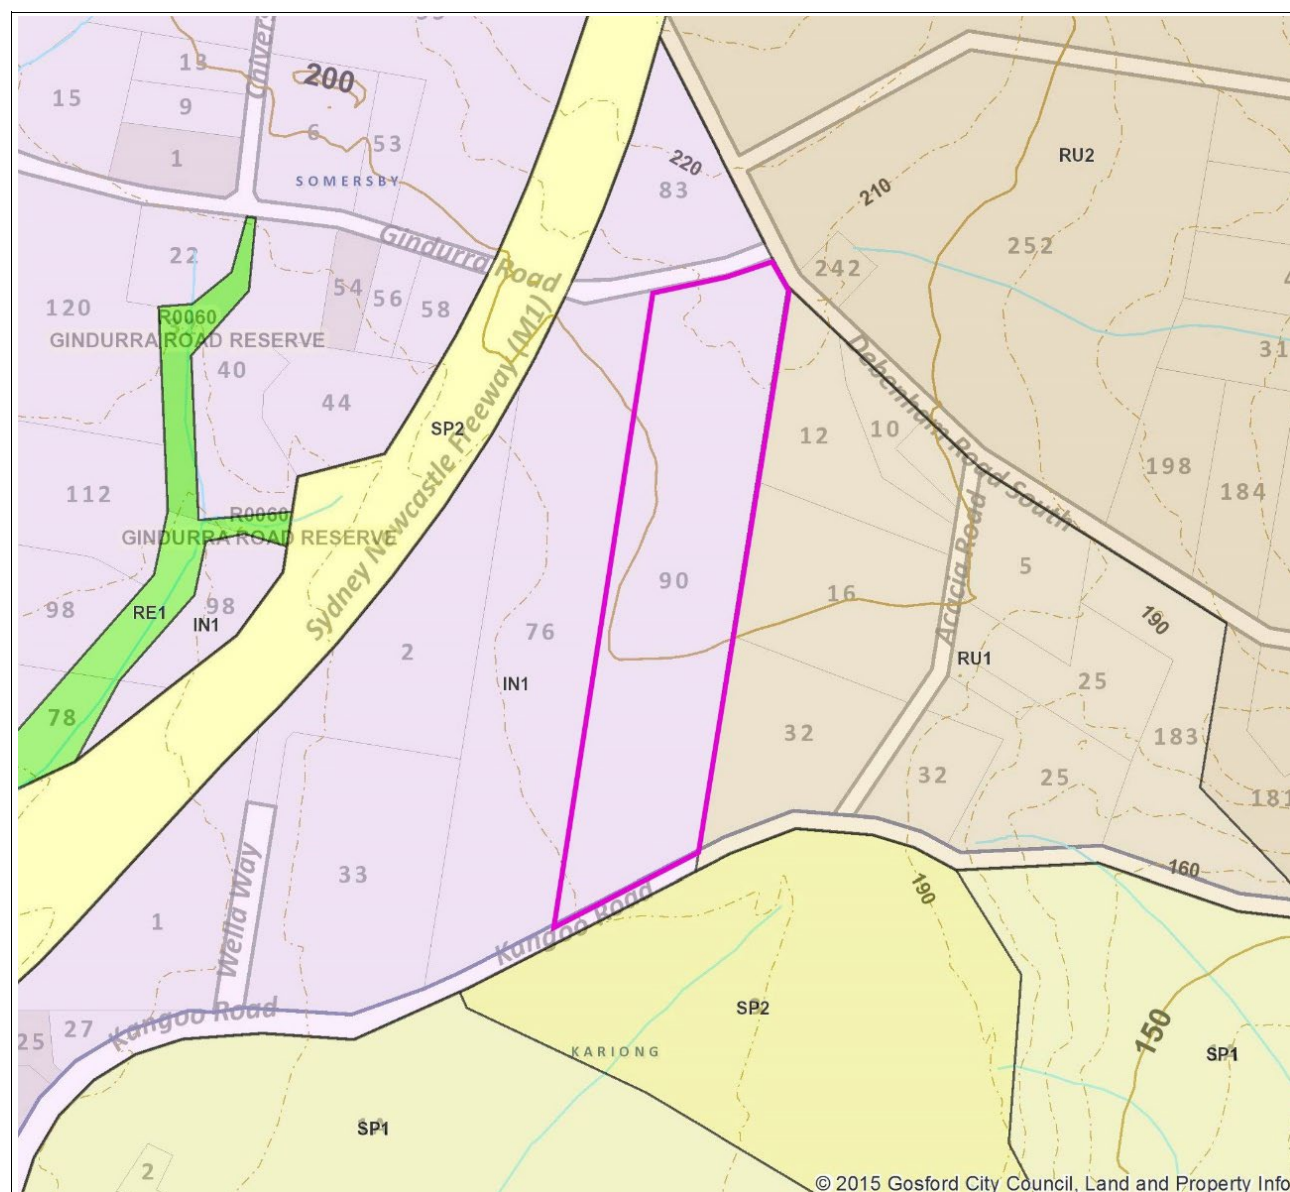 13
200
15
9
6
53
1
220
RU2
SOMERSBY
83
210
Gindurra Road
22
252
242
54
56
58
120
R0060
GINDURRA ROAD RESERVE
40
44
Debenham Road South
SP2
12
10
198
184
112
R0060
GINDURRA ROAD RESERVE
Sydney Newcastle Freeway (M1)
5
90
16
Acacia Road
98
RE1
98
IN1
190
76
2
RU1
25
IN1
78
32
183
32
25
181
33
160
190
Wella Way
1
Kangoo Road
SP2
Kangoo Road
150
25
27
KARIONG
SP1
SP1
2
© 2015 Gosford City Council, Land and Property Info